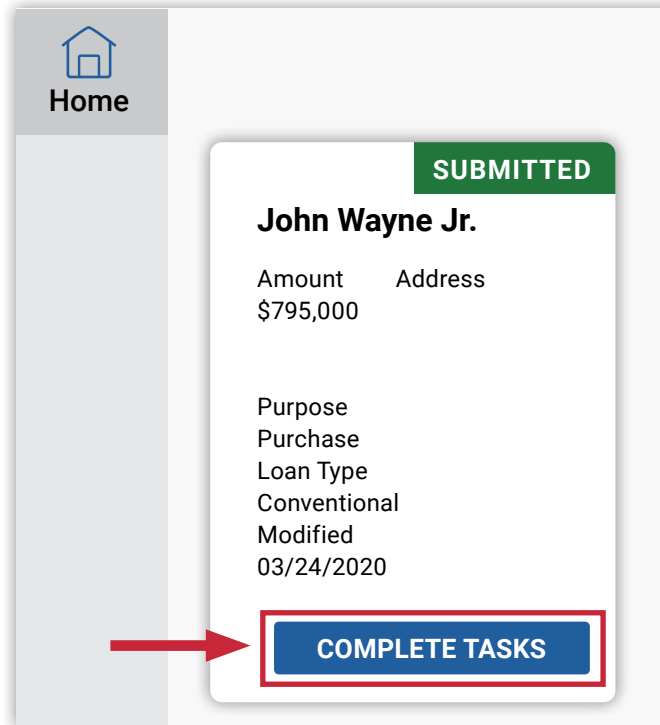 Home
SUBMITTED
John Wayne Jr.
Amount Address
$795,000
Purpose
Purchase
Loan Type
Conventional
Modified
03/24/2020
COMPLETE TASKS